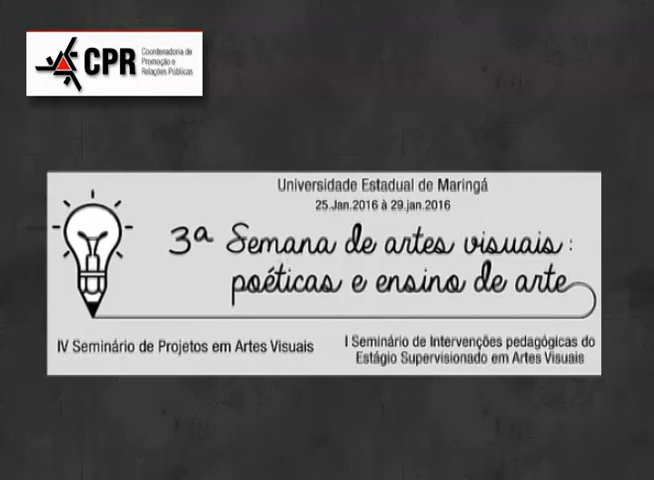 CPR
Coordenadoria de
Promoção e
Relações Públicas
Universidade Estadual de Maringá
25.Jan.2016 à 29.jan.2016
3ª Semana de artes visuais:
poéticas e ensino de arte
IV Seminário de Projetos em Artes Visuais
I Seminário de Intervenções pedagógicas do
Estágio Supervisionado em Artes Visuais